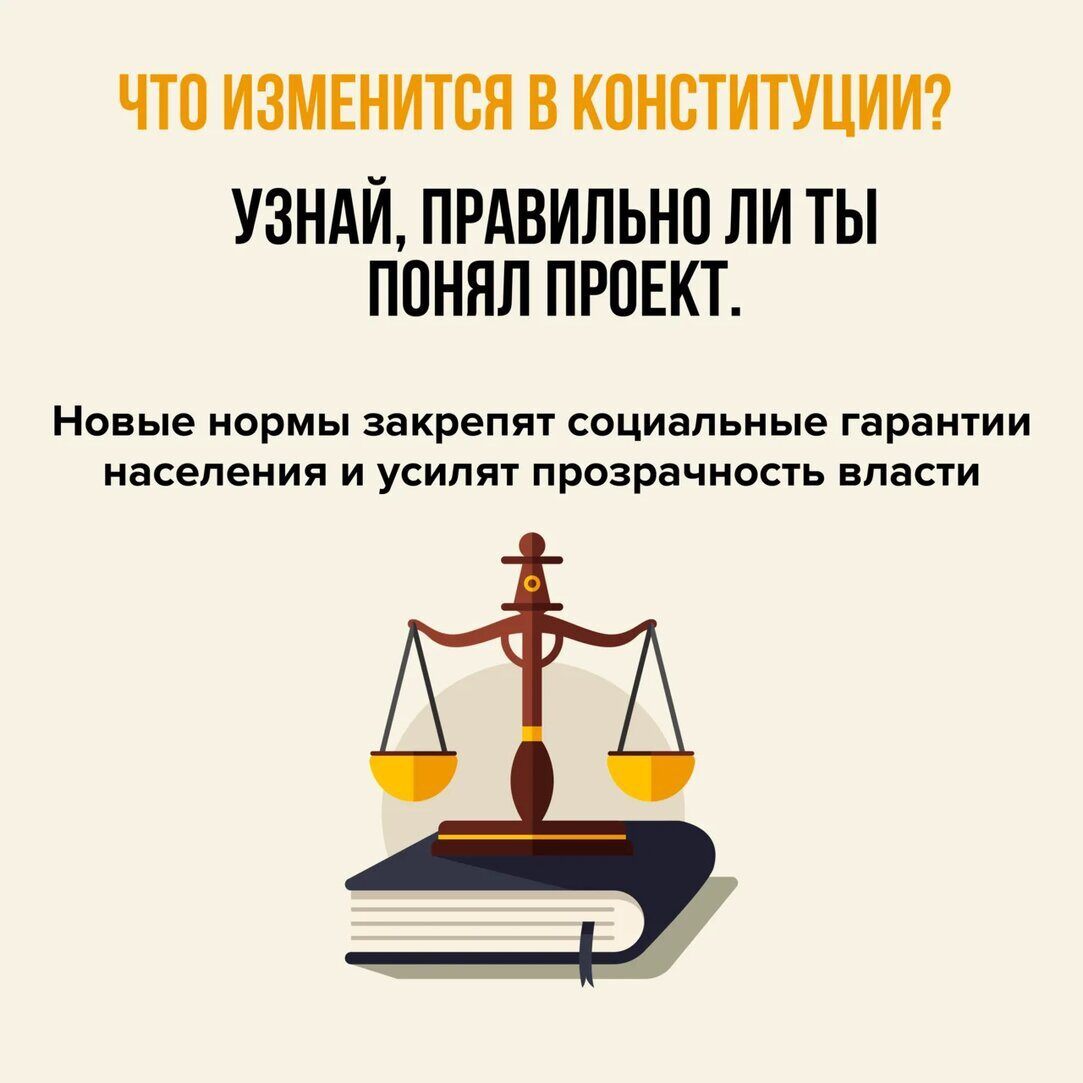 ЧТО ИЗМЕНИТСЯ В КОНСТИТУЦИИ?
УЗНАЙ, ПРАВИЛЬНО ЛИ ТЫ
ПОНЯЛ ПРОЕКТ.
Новые нормы закрепят социальные гарантии
населения и усилят прозрачность власти